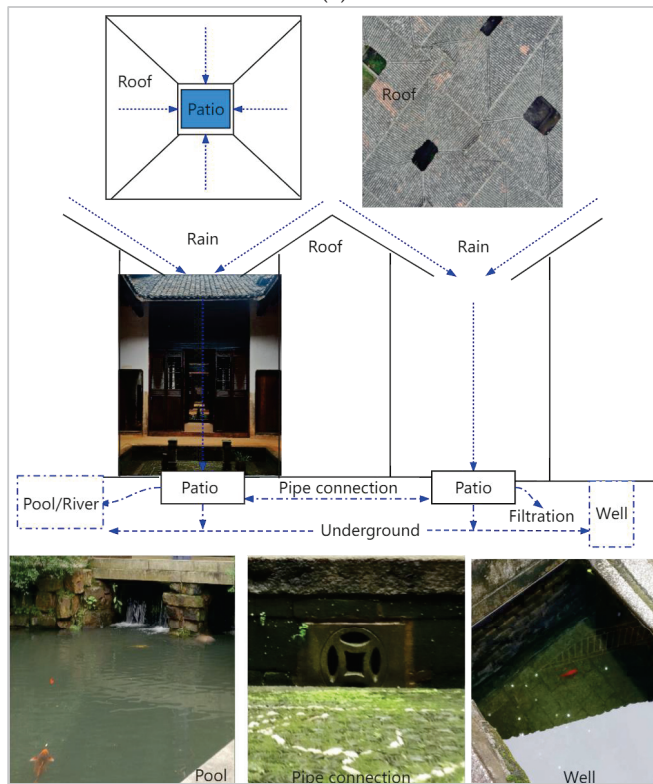 Roof
Patio
Roof
Rain
Roof
Rain
Patio
Pipe connection
Patio
Pool/River
Filtration
Well
Underground
Pool
Pipe connection
Well